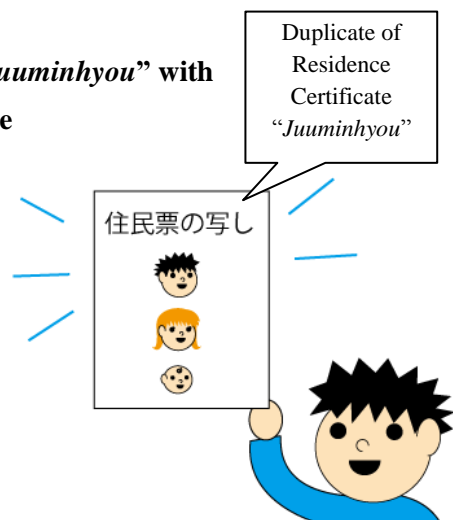 uuminhyou” with
e
Duplicate of
Residence
Certificate
“Juuminhyou”
住民票の写し